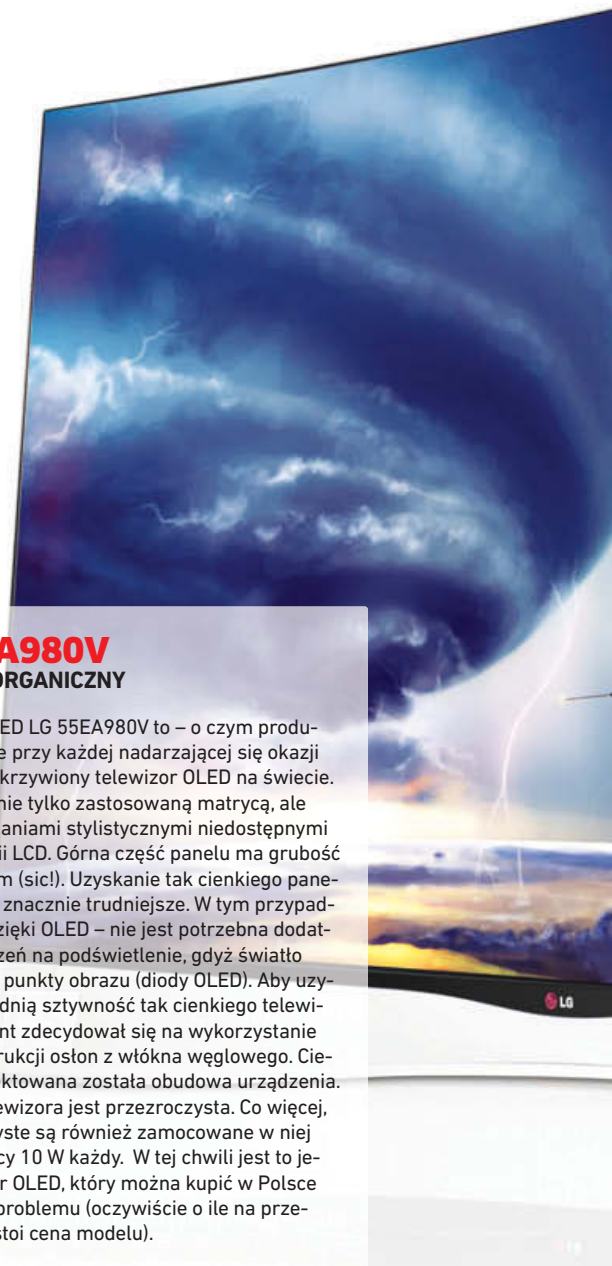 A980V
ORGANICZNY
ED LG 55EA980V to – o czym produ-
e przy każdej nadarzającej się okazji
krzywiony telewizor OLED na świecie.
nie tylko zastosowaną matrycą, ale
aniami stylistycznymi niedostępnymi
ii LCD. Górna część panelu ma grubość
m (sic!). Uzyskanie tak cienkiego pane-
znacznie trudniejsze. W tym przypad-
zięki OLED – nie jest potrzebna dodat-
zeń na podświetlenie, gdyż światło
punkty obrazu (diody OLED). Aby uzy-
dnią sztywność tak cienkiego telewi-
nt zdecydował się na wykorzystanie
rukcji osłon z włókna węglowego. Cie-
ektowana została obudowa urządzenia.
ewizora jest przezroczysta. Co więcej,
yste są również zamocowane w niej
cy 10 W każdy. W tej chwili jest to je-
r OLED, który można kupić w Polsce
problemu (oczywiście o ile na prze-
stoi cena modelu).
LG